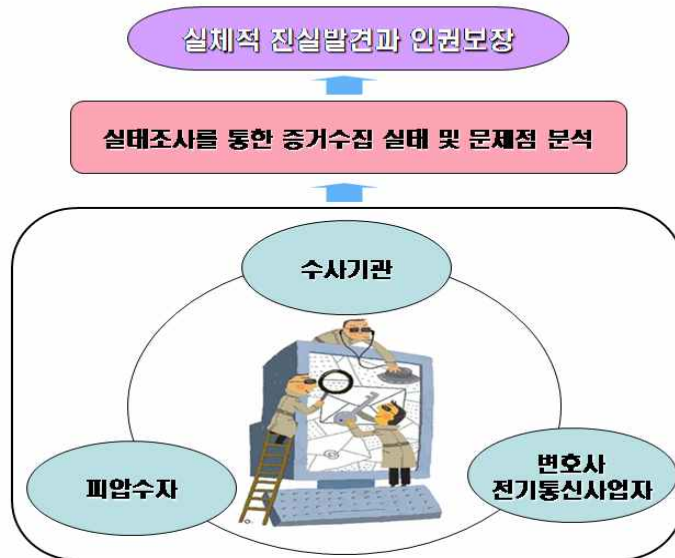 실체적 진실발견과 인권보장
실태조사를 통한 증거수집 실태 및 문제점 분석
수사기관
피압수자
변호사
전기통신사업자